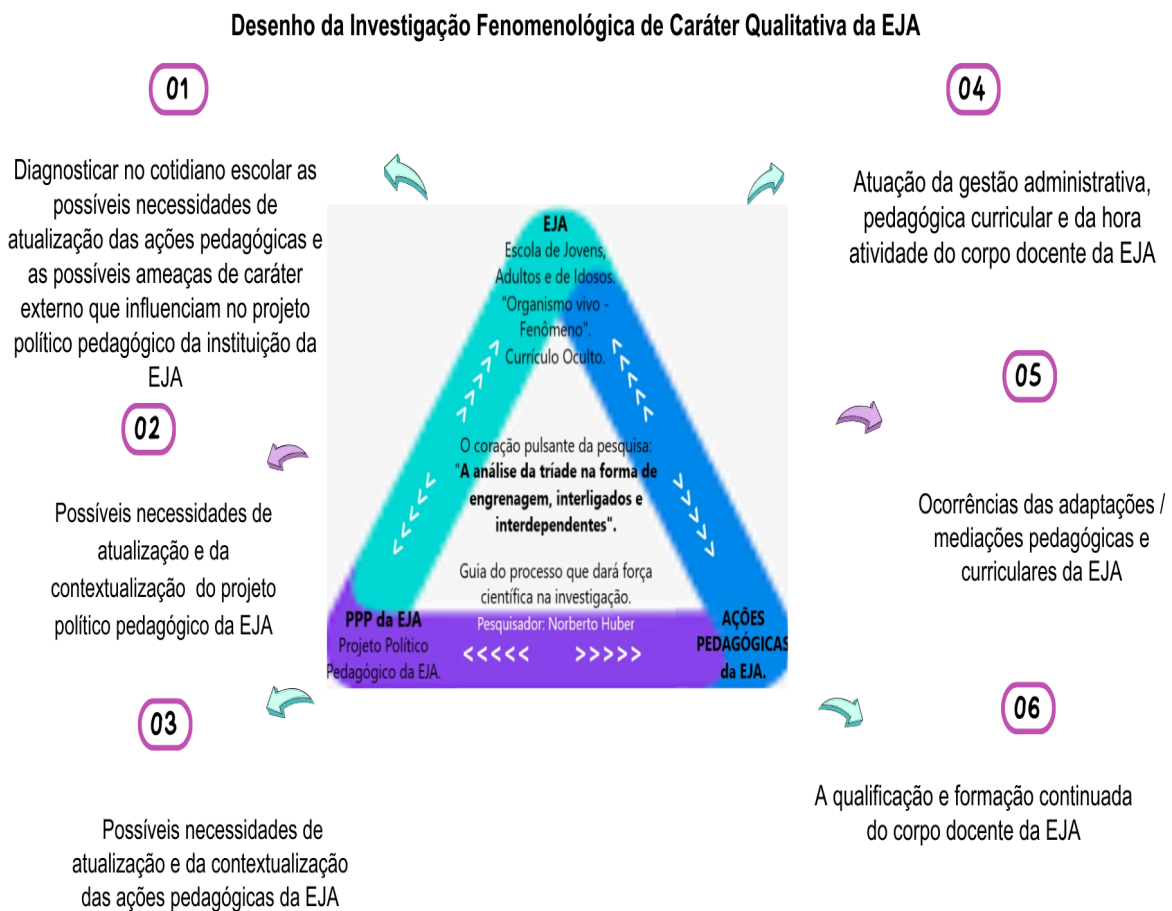 Desenho da Investigação Fenomenológica de Caráter Qualitativa da EJA
01
Diagnosticar no cotidiano escolar as
possíveis necessidades de
atualização das ações pedagógicas e
as possíveis ameaças de caráter
externo que influenciam no projeto
político pedagógico da instituição da
EJA
02
Possíveis necessidades de
atualização e da
contextualização do projeto
político pedagógico da EJA
03
Possíveis necessidades de
atualização e da contextualização
das ações pedagógicas da EJA
EJA
Escola de Jovens,
Adultos e de Idosos.
"Organismo vivo -
Fenômeno".
Currículo Oculto.
O coração pulsante da pesquisa:
"A análise da tríade na forma de
engrenagem, interligados e
interdependentes".
Guia do processo que dará força
científica na investigação.
Pesquisador: Norberto Huber
<<<<< >>>>>
PPP da EJA
Projeto Político
Pedagógico da EJA.
AÇÕES
PEDAGÓGICAS
da EJA.
04
Atuação da gestão administrativa,
pedagógica curricular e da hora
atividade do corpo docente da EJA
05
Ocorrências das adaptações /
mediações pedagógicas e
curriculares da EJA
06
A qualificação e formação continuada
do corpo docente da EJA